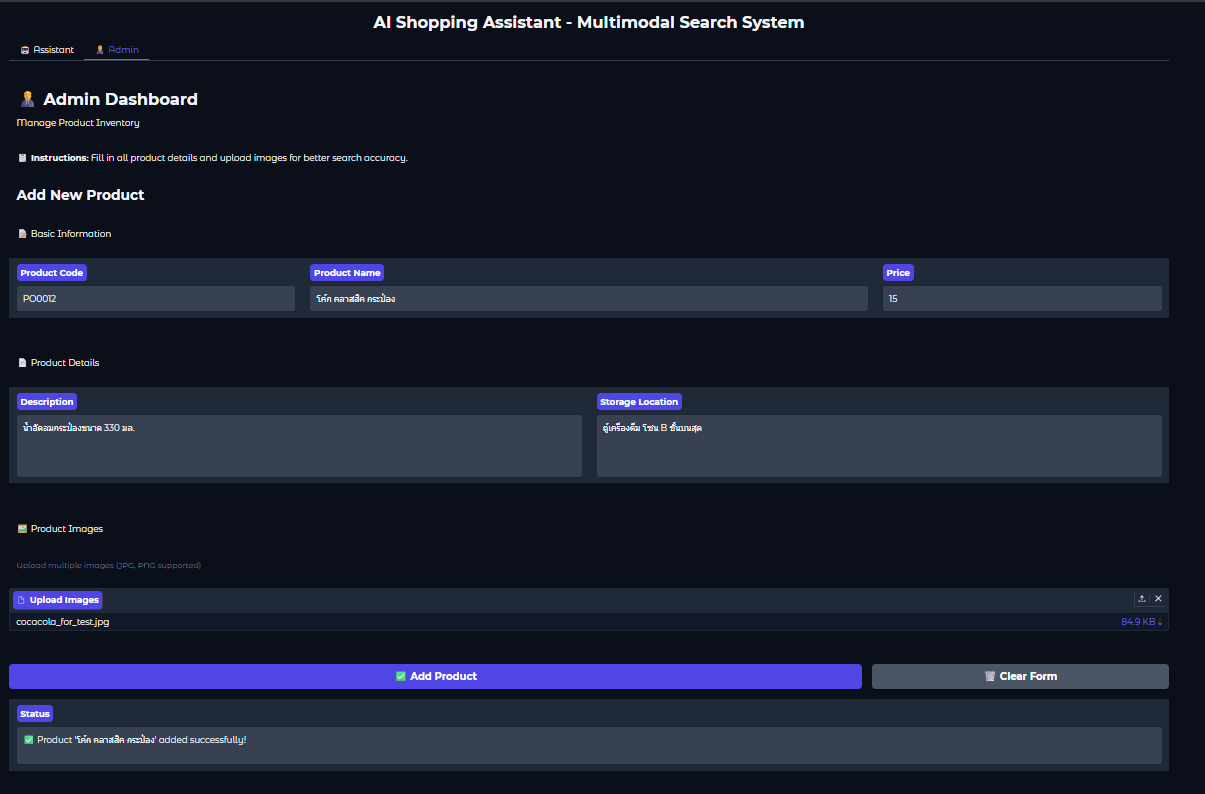 AI Shopping Assistant - Multimodal Search System
Assistant Admin
Admin Dashboard
Manage Product Inventory
Instructions: Fill in all product details and upload images for better search accuracy.
Add New Product
Basic Information
Product Code Product Name Price
PO0012 โค้ก คลาสสิค กระป๋อง 15
Product Details
Description Storage Location
น้ำอัดลมกระป๋องขนาด 330 มล. ตู้เครื่องดื่ม โซน B ชั้นบนสุด
Product Images
Upload multiple images (JPG, PNG supported)
Upload Images
cocacola_for_test.jpg 84.9 KB ↓
✅ Add Product Clear Form
Status
✅ Product 'โค้ก คลาสสิค กระป๋อง' added successfully!